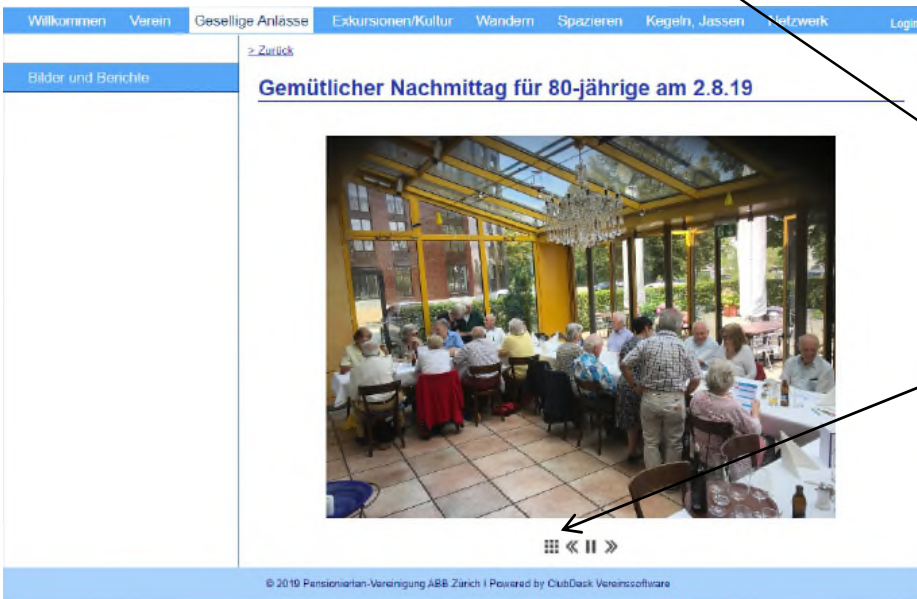 Willkommen Verein Gesellige Anlässe Exkursionen/Kultur Wandern Spazieren Kegeln, Jassen Netzwerk Login
> Zurück
Bilder und Berichte
Gemütlicher Nachmittag für 80-jährige am 2.8.19
© 2019 Pensionierten-Vereinigung ABB Zürich I Powered by ClubDesk Vereinssoftware